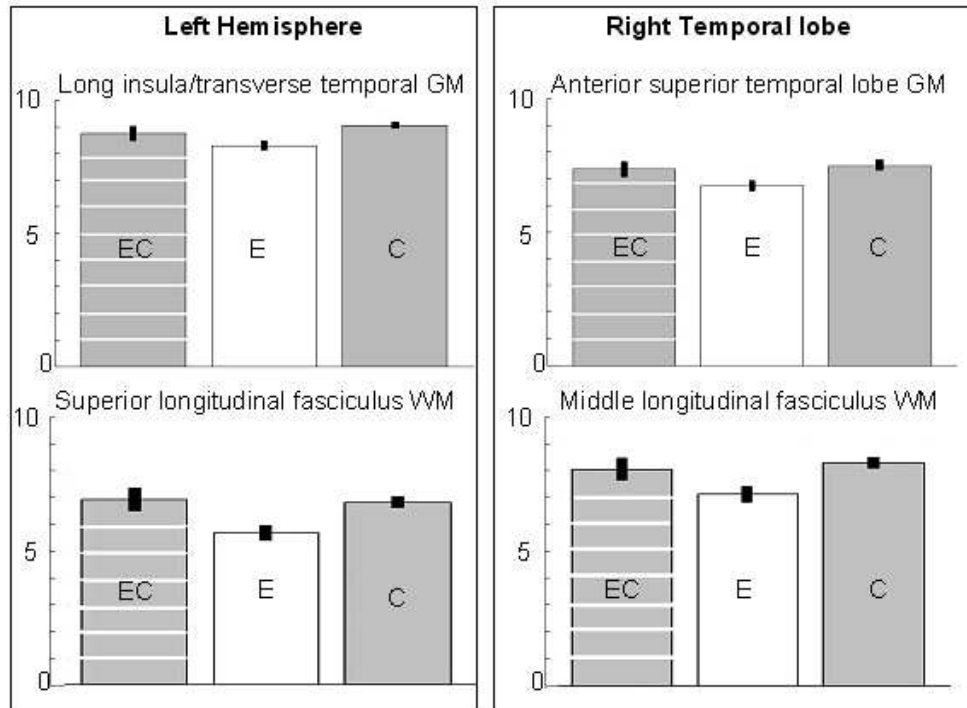 Left Hemisphere
Long insula/transverse temporal GM
10
5
0
EC
E
C
Superior longitudinal fasciculus WM
10
5
0
EC
E
C
Right Temporal lobe
Anterior superior temporal lobe GM
10
5
0
EC
E
C
Middle longitudinal fasciculus WM
10
5
0
EC
E
C